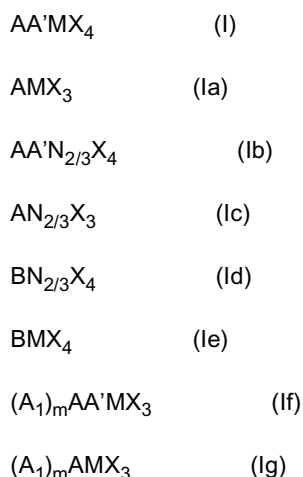 AA'MX₄ (I)
AMX₃ (Ia)
AA'N₂/₃X₄ (Ib)
AN₂/₃X₃ (Ic)
BN₂/₃X₄ (Id)
BMX₄ (Ie)
(A₁)ₘAA'MX₃ (If)
(A₁)ₘAMX₃ (Ig)